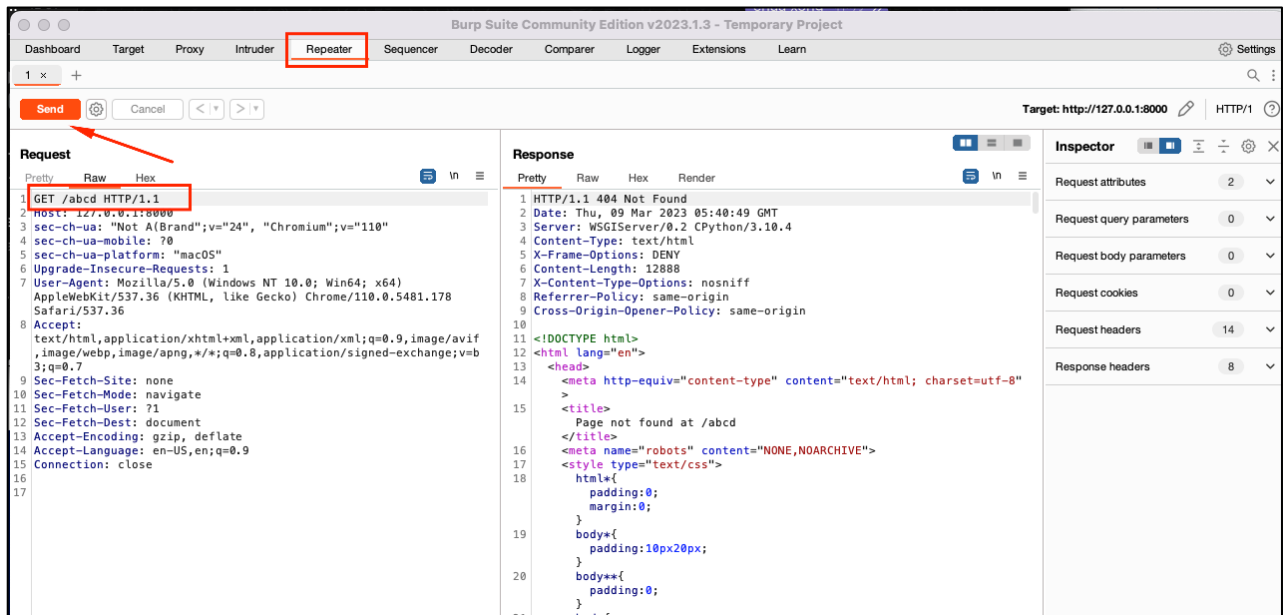 Burp Suite Community Edition v2023.1.3 - Temporary Project
Dashboard Target Proxy Intruder Repeater Sequencer Decoder Comparer Logger Extensions Learn Settings
1 × +
Send Cancel < > Target: http://127.0.0.1:8000 HTTP/1 ?
Request
Pretty Raw Hex \n
1 GET /abcd HTTP/1.1
2 Host: 127.0.0.1:8000
3 sec-ch-ua: "Not A(Brand";v="24", "Chromium";v="110"
4 sec-ch-ua-mobile: ?0
5 sec-ch-ua-platform: "macOS"
6 Upgrade-Insecure-Requests: 1
7 User-Agent: Mozilla/5.0 (Windows NT 10.0; Win64; x64)
AppleWebKit/537.36 (KHTML, like Gecko) Chrome/110.0.5481.178
Safari/537.36
8 Accept:
text/html,application/xhtml+xml,application/xml;q=0.9,image/avif
,image/webp,image/apng,*/*;q=0.8,application/signed-exchange;v=b
3;q=0.7
9 Sec-Fetch-Site: none
10 Sec-Fetch-Mode: navigate
11 Sec-Fetch-User: ?1
12 Sec-Fetch-Dest: document
13 Accept-Encoding: gzip, deflate
14 Accept-Language: en-US,en;q=0.9
15 Connection: close
16
17
Response
Pretty Raw Hex Render \n
1 HTTP/1.1 404 Not Found
2 Date: Thu, 09 Mar 2023 05:40:49 GMT
3 Server: WSGIServer/0.2 CPython/3.10.4
4 Content-Type: text/html
5 X-Frame-Options: DENY
6 Content-Length: 12888
7 X-Content-Type-Options: nosniff
8 Referrer-Policy: same-origin
9 Cross-Origin-Opener-Policy: same-origin
10
11 <!DOCTYPE html>
12 <html lang="en">
13 <head>
14 <meta http-equiv="content-type" content="text/html; charset=utf-8"
>
15 <title>
Page not found at /abcd
</title>
16 <meta name="robots" content="NONE,NOARCHIVE">
17 <style type="text/css">
18 html*{
padding:0;
margin:0;
}
19 body*{
padding:10px20px;
}
20 body**{
padding:0;
}
Inspector
Request attributes 2
Request query parameters 0
Request body parameters 0
Request cookies 0
Request headers 14
Response headers 8